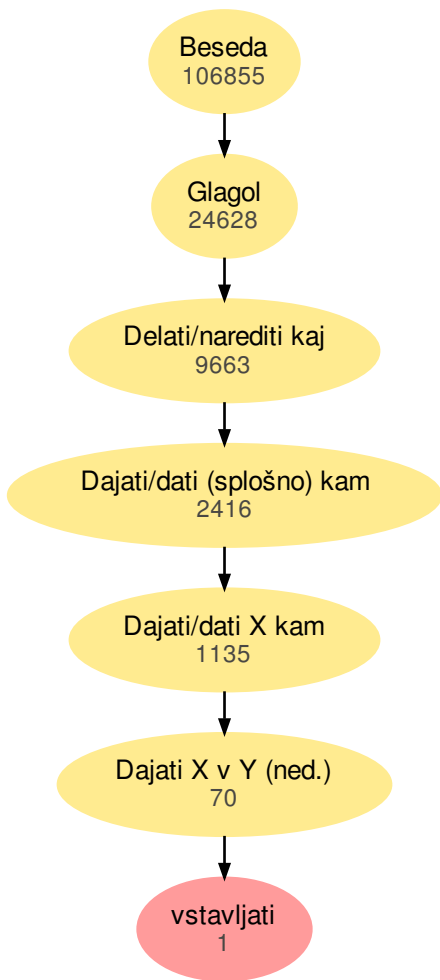 Beseda
106855
Glagol
24628
Delati/narediti kaj
9663
Dajati/dati (splošno) kam
2416
Dajati/dati X kam
1135
Dajati X v Y (ned.)
70
vstavljati
1